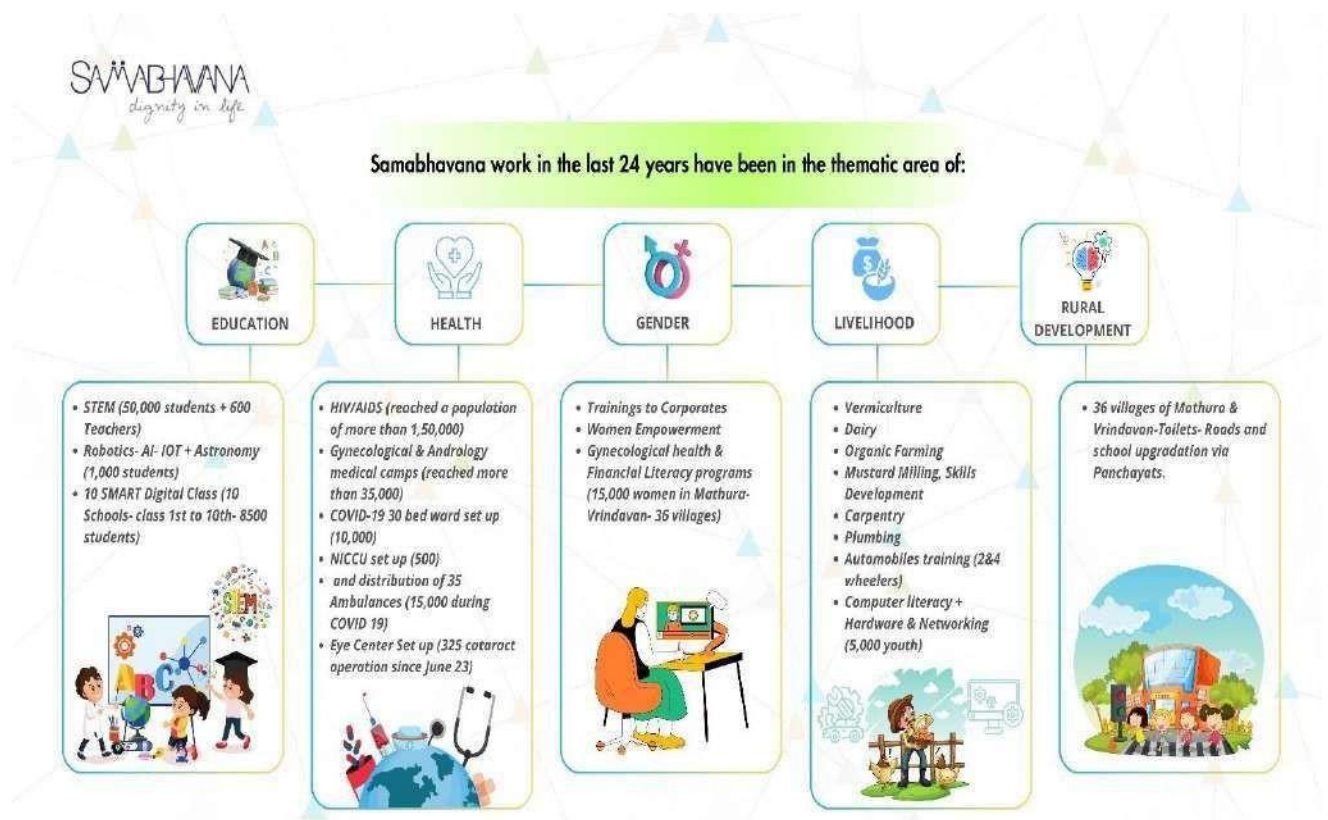 SAMABHAVANA
dignity in life
Samabhavana work in the last 24 years have been in the thematic area of:
EDUCATION
HEALTH
GENDER
LIVELIHOOD
RURAL
DEVELOPMENT
• STEM (50,000 students + 600
Teachers)
• Robotics- AI- IOT + Astronomy
(1,000 students)
• 10 SMART Digital Class (10
Schools- class 1st to 10th- 8500
students)
• HIV/AIDS (reached a population
of more than 1,50,000)
• Gynecological & Andrology
medical camps (reached more
than 35,000)
• COVID-19 30 bed ward set up
(10,000)
• NICCU set up (500)
• and distribution of 35
Ambulances (15,000 during
COVID 19)
• Eye Center Set up (325 cataract
operation since June 23)
• Trainings to Corporates
• Women Empowerment
• Gynecological health &
Financial Literacy programs
(15,000 women in Mathura-
Vrindavan- 36 villages)
• Vermiculture
• Dairy
• Organic Farming
• Mustard Milling, Skills
Development
• Carpentry
• Plumbing
• Automobiles training (2&4
wheelers)
• Computer literacy +
Hardware & Networking
(5,000 youth)
• 36 villages of Mathura &
Vrindavan-Toilets- Roads and
school upgradation via
Panchayats.
STEM
ABC